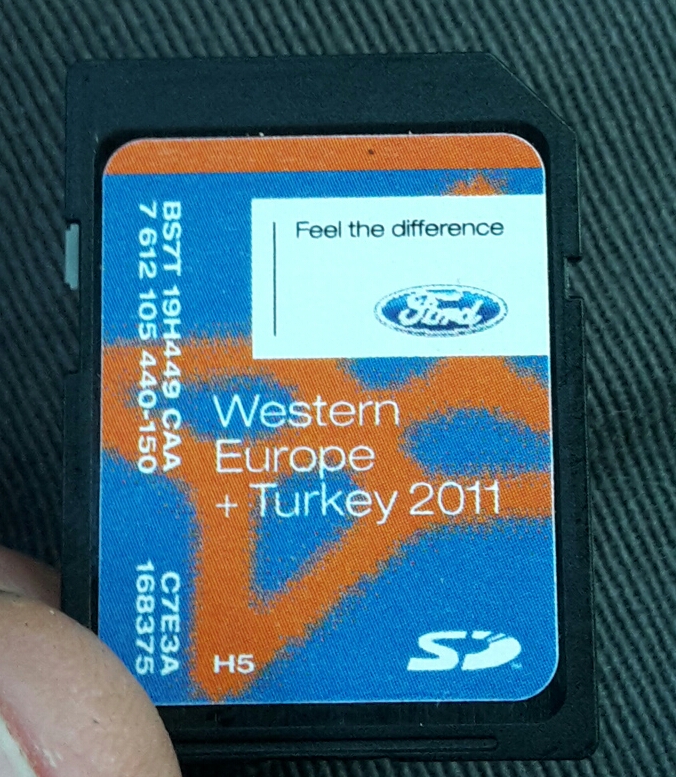 Feel the difference
Ford
Western
Europe
+ Turkey 2011
H5
SD
TM
BS7T 19H449 CAA
7 612 105 440-150
C7E3A
168375